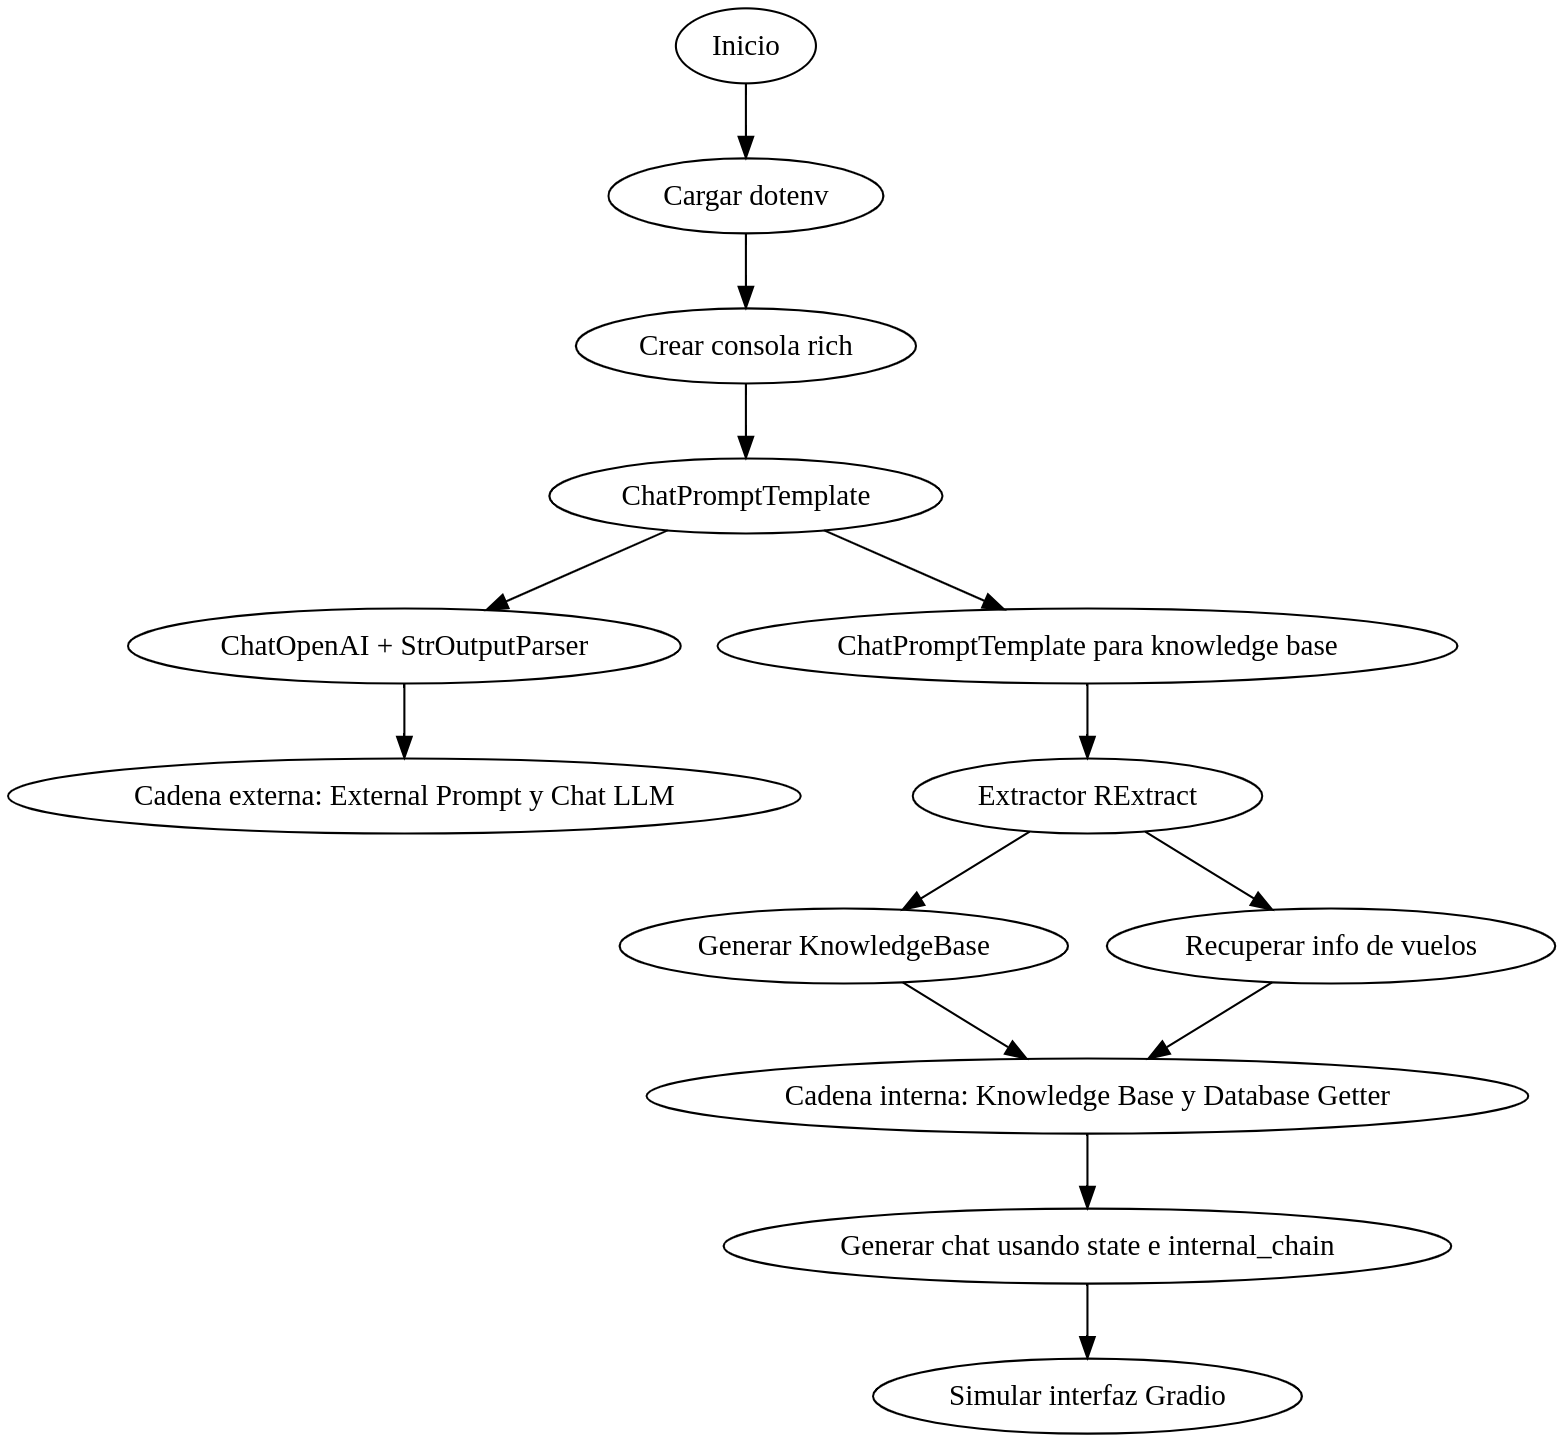 Inicio
Cargar dotenv
Crear consola rich
ChatPromptTemplate
ChatOpenAI + StrOutputParser
ChatPromptTemplate para knowledge base
Cadena externa: External Prompt y Chat LLM
Extractor RExtract
Generar KnowledgeBase
Recuperar info de vuelos
Cadena interna: Knowledge Base y Database Getter
Generar chat usando state e internal_chain
Simular interfaz Gradio